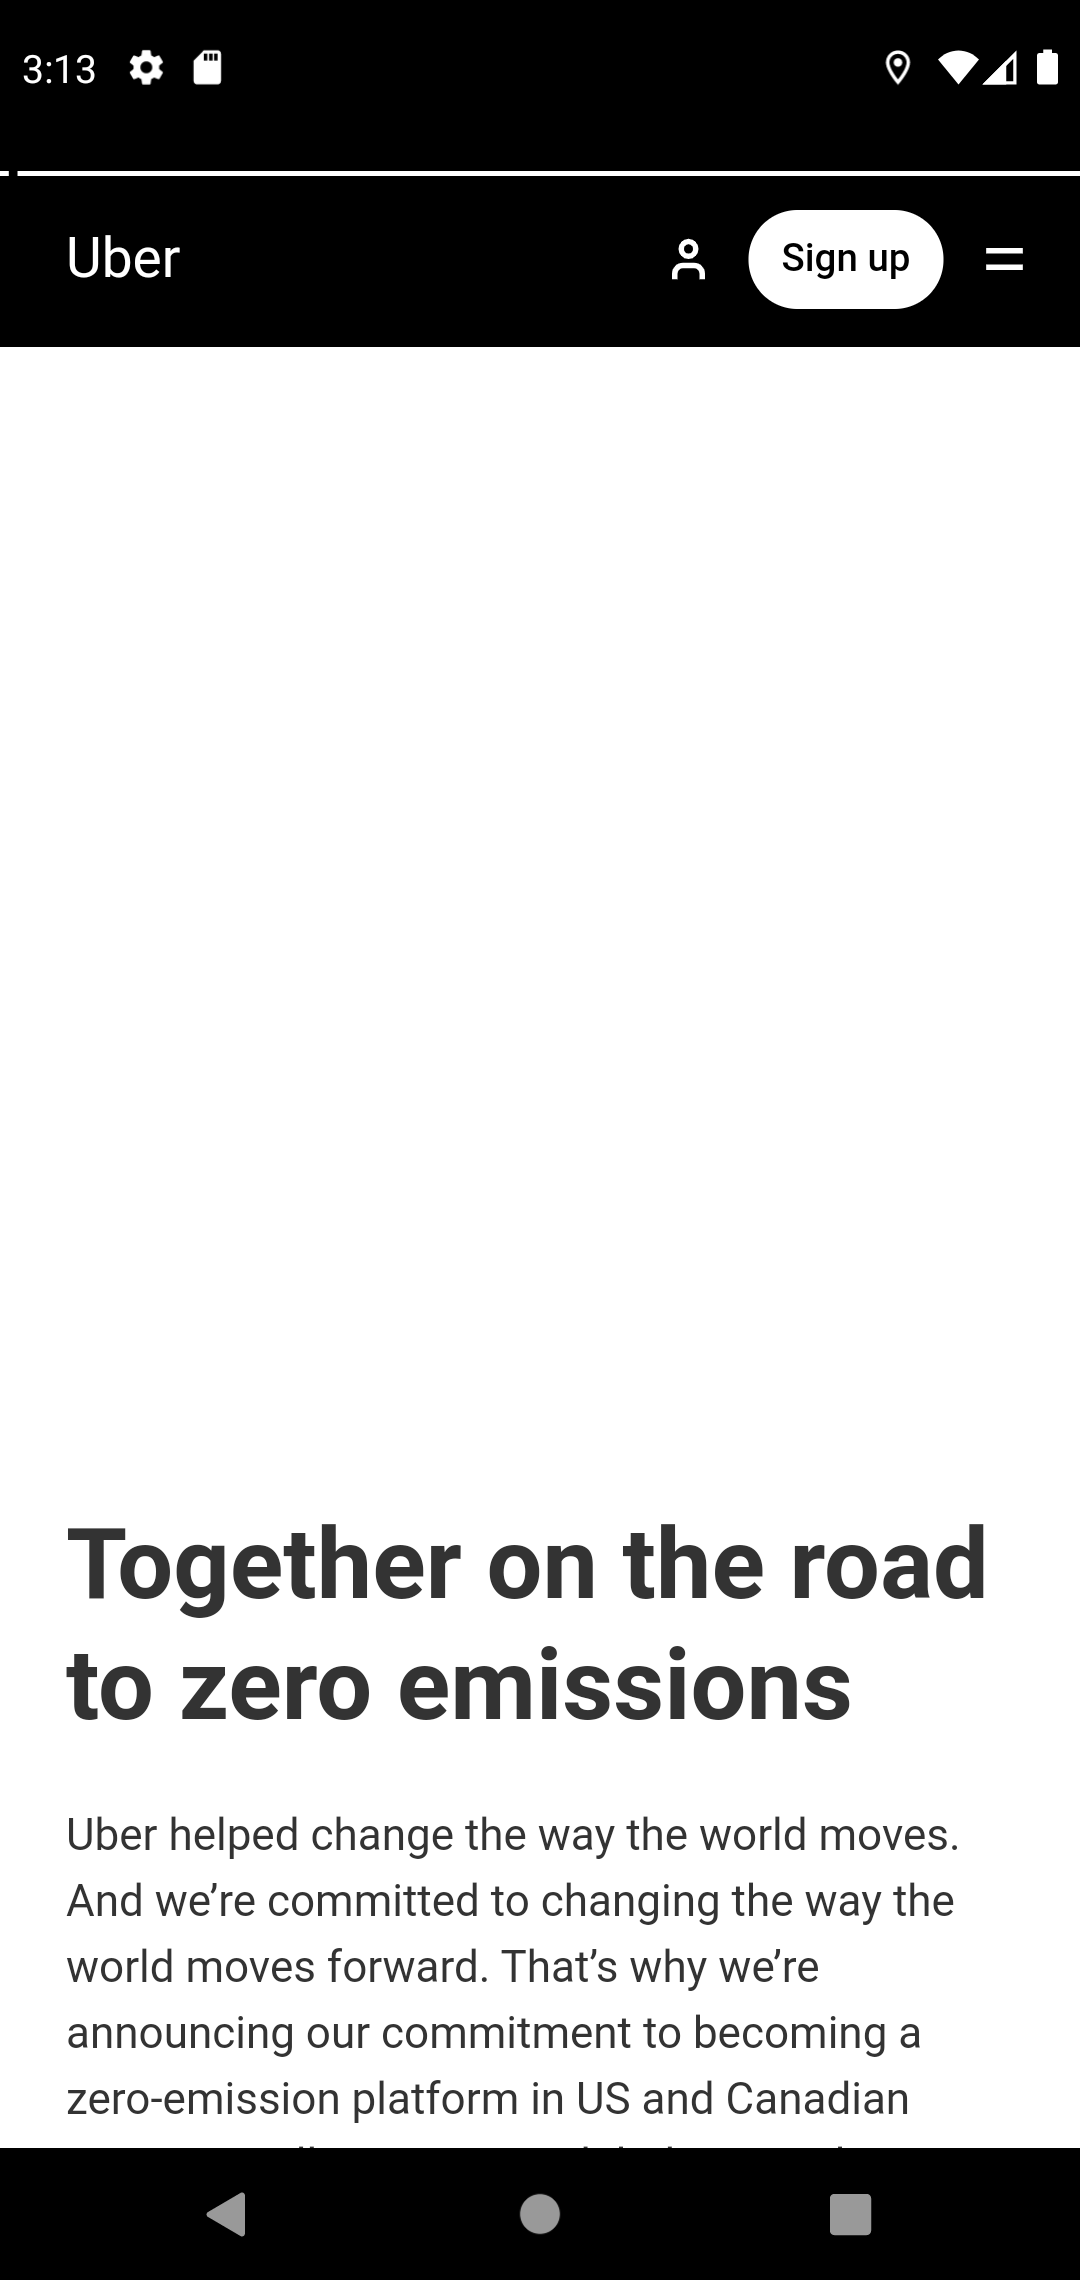 3:13
Uber
Sign up
Together on the road
to zero emissions
Uber helped change the way the world moves.
And we’re committed to changing the way the
world moves forward. That’s why we’re
announcing our commitment to becoming a
zero-emission platform in US and Canadian